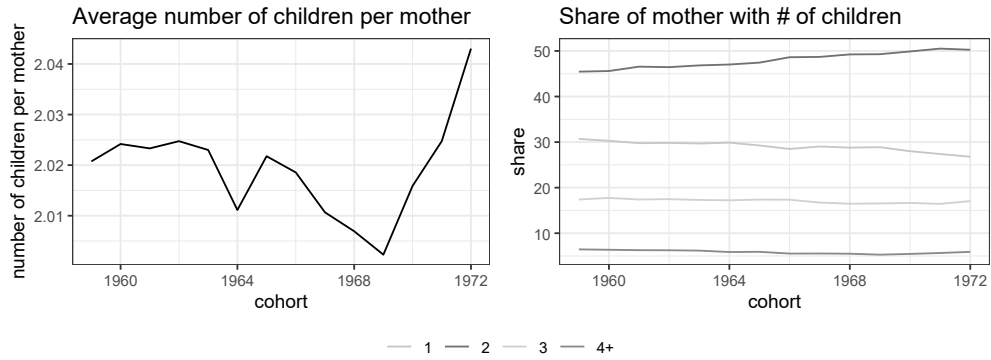 Average number of children per mother
number of children per mother
2.04
2.03
2.02
2.01
1960 1964 1968 1972
cohort
Share of mother with # of children
share
50
40
30
20
10
1960 1964 1968 1972
cohort
1 2 3 4+